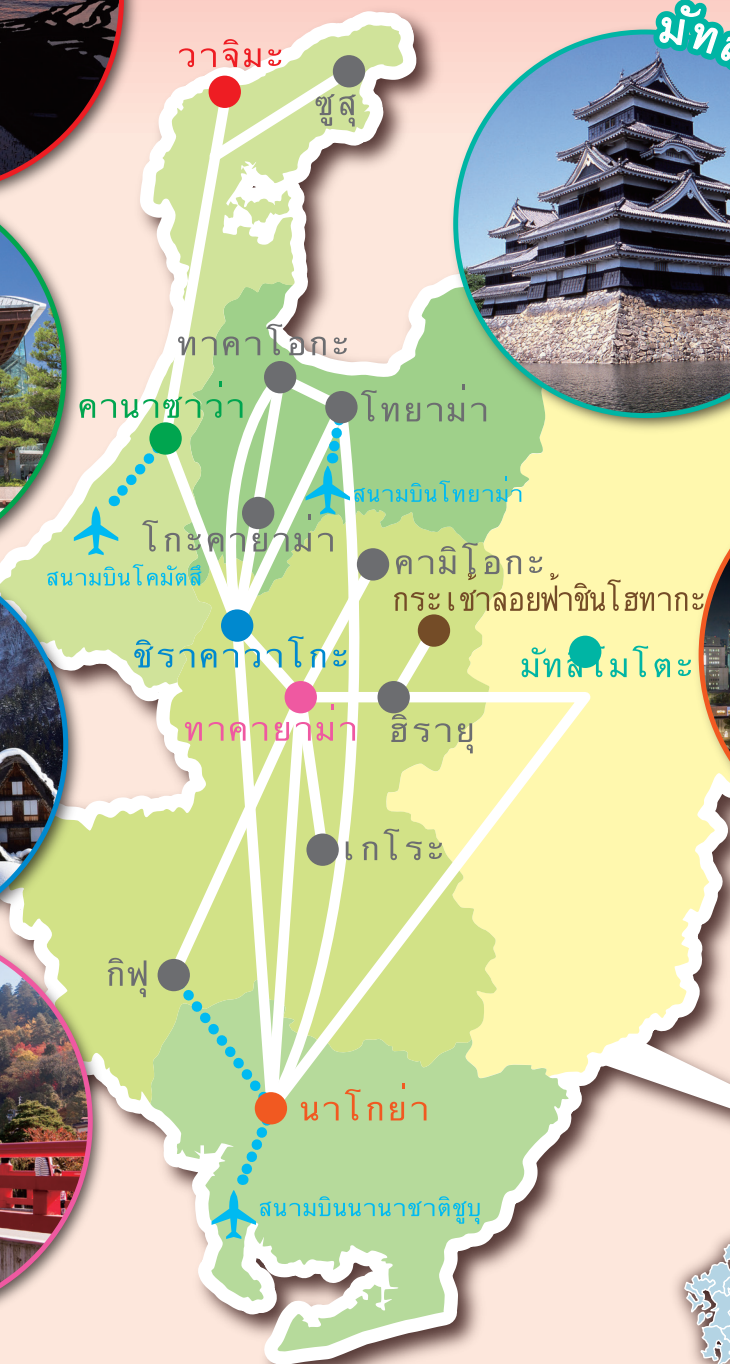 มัทส
วาจิมะ
ซูสุ
ทาคาโอกะ
คานาซาว่า
โทยาม่า
สนามบินโทยาม่า
โกะคายาม่า
คามิโอกะ
สนามบินโคมัตสึ
กระเช้าลอยฟ้าชินโฮทากะ
ชิราคาวาโกะ
มัทสึโมโตะ
ทาคายาม่า
ฮิรายุ
เกโระ
กิฟุ
นาโกย่า
สนามบินนานาชาติชูบุ